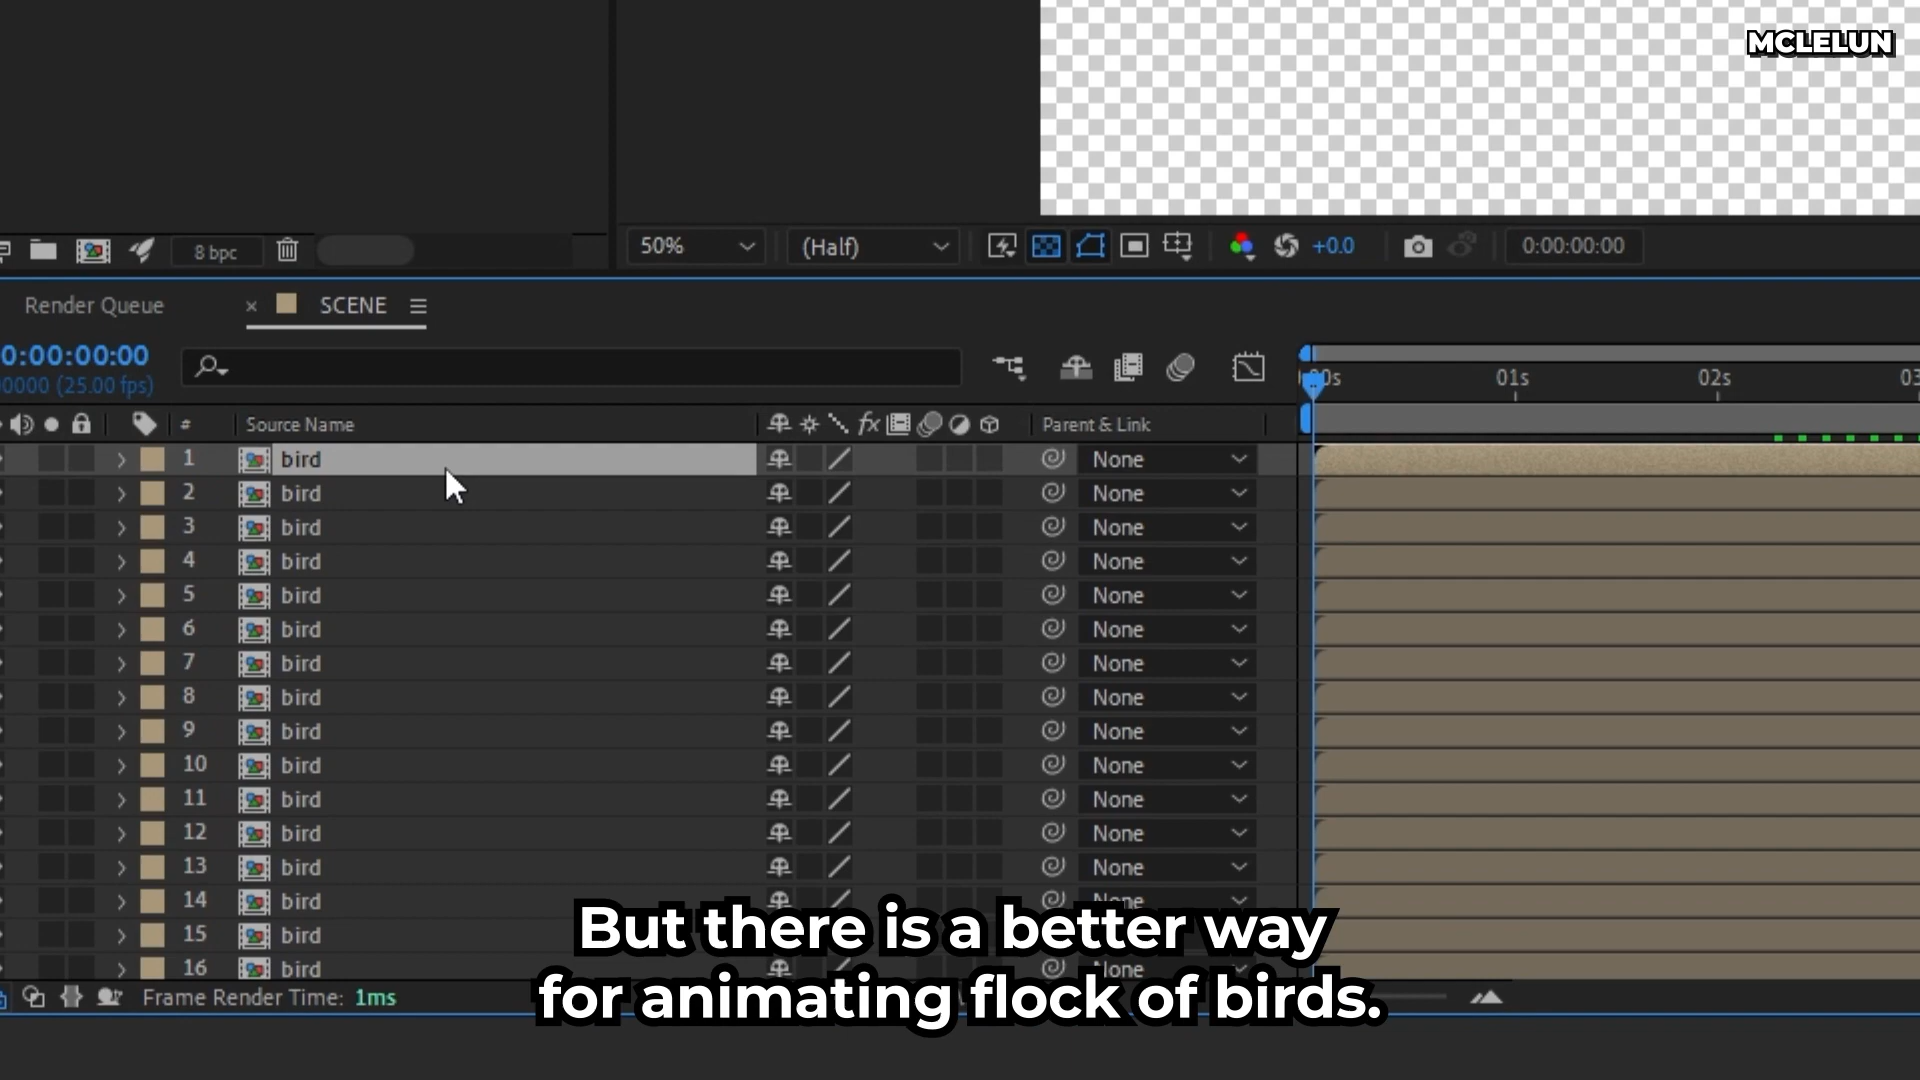 MCLELUN
8 bpc
50%
(Half)
+0.0
0:00:00:00
Render Queue
× SCENE
0:00:00:00
00000 (25.00 fps)
01s
02s
# Source Name
fx
Parent & Link
1 bird None
2 bird None
3 bird None
4 bird None
5 bird None
6 bird None
7 bird None
8 bird None
9 bird None
10 bird None
11 bird None
12 bird None
13 bird None
14 bird None
15 bird
16 bird None
Frame Render Time: 1ms
But there is a better way
for animating flock of birds.